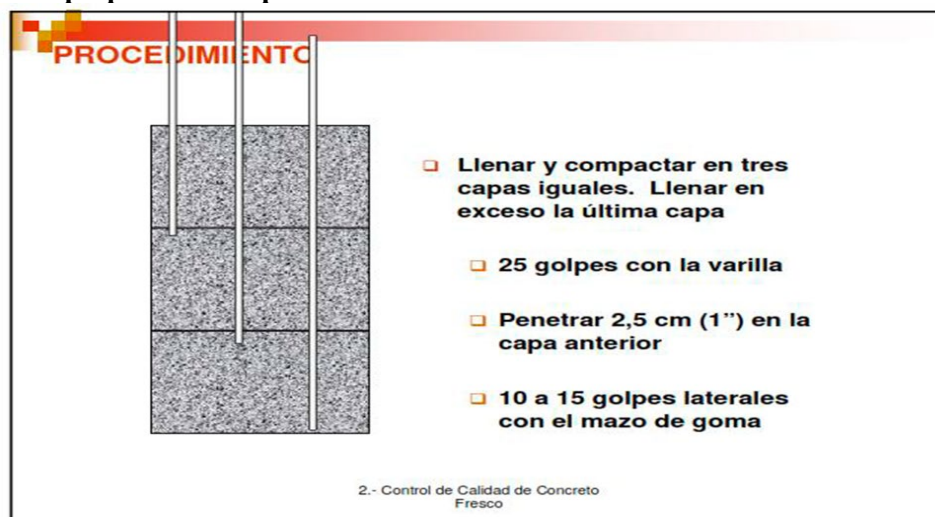 PROCEDIMIENTO
❑ Llenar y compactar en tres
capas iguales. Llenar en
exceso la última capa
❑ 25 golpes con la varilla
❑ Penetrar 2,5 cm (1”) en la
capa anterior
❑ 10 a 15 golpes laterales
con el mazo de goma
2.- Control de Calidad de Concreto
Fresco